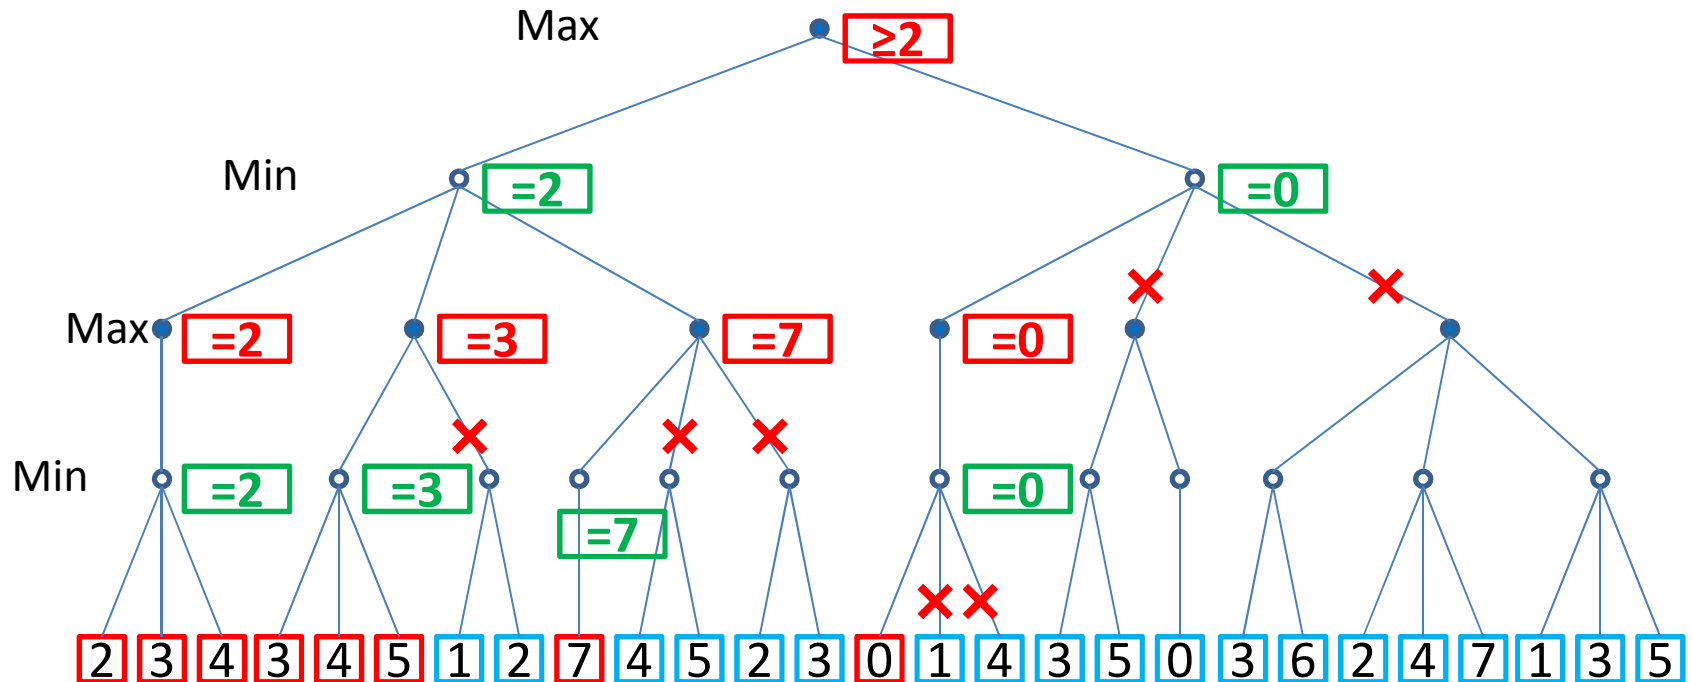 Max ≥2
Min =2 =0
Max =2 =3 =7 =0
Min =2 =3 =0
=7
2 3 4 3 4 5 1 2 7 4 5 2 3 0 1 4 3 5 0 3 6 2 4 7 1 3 5